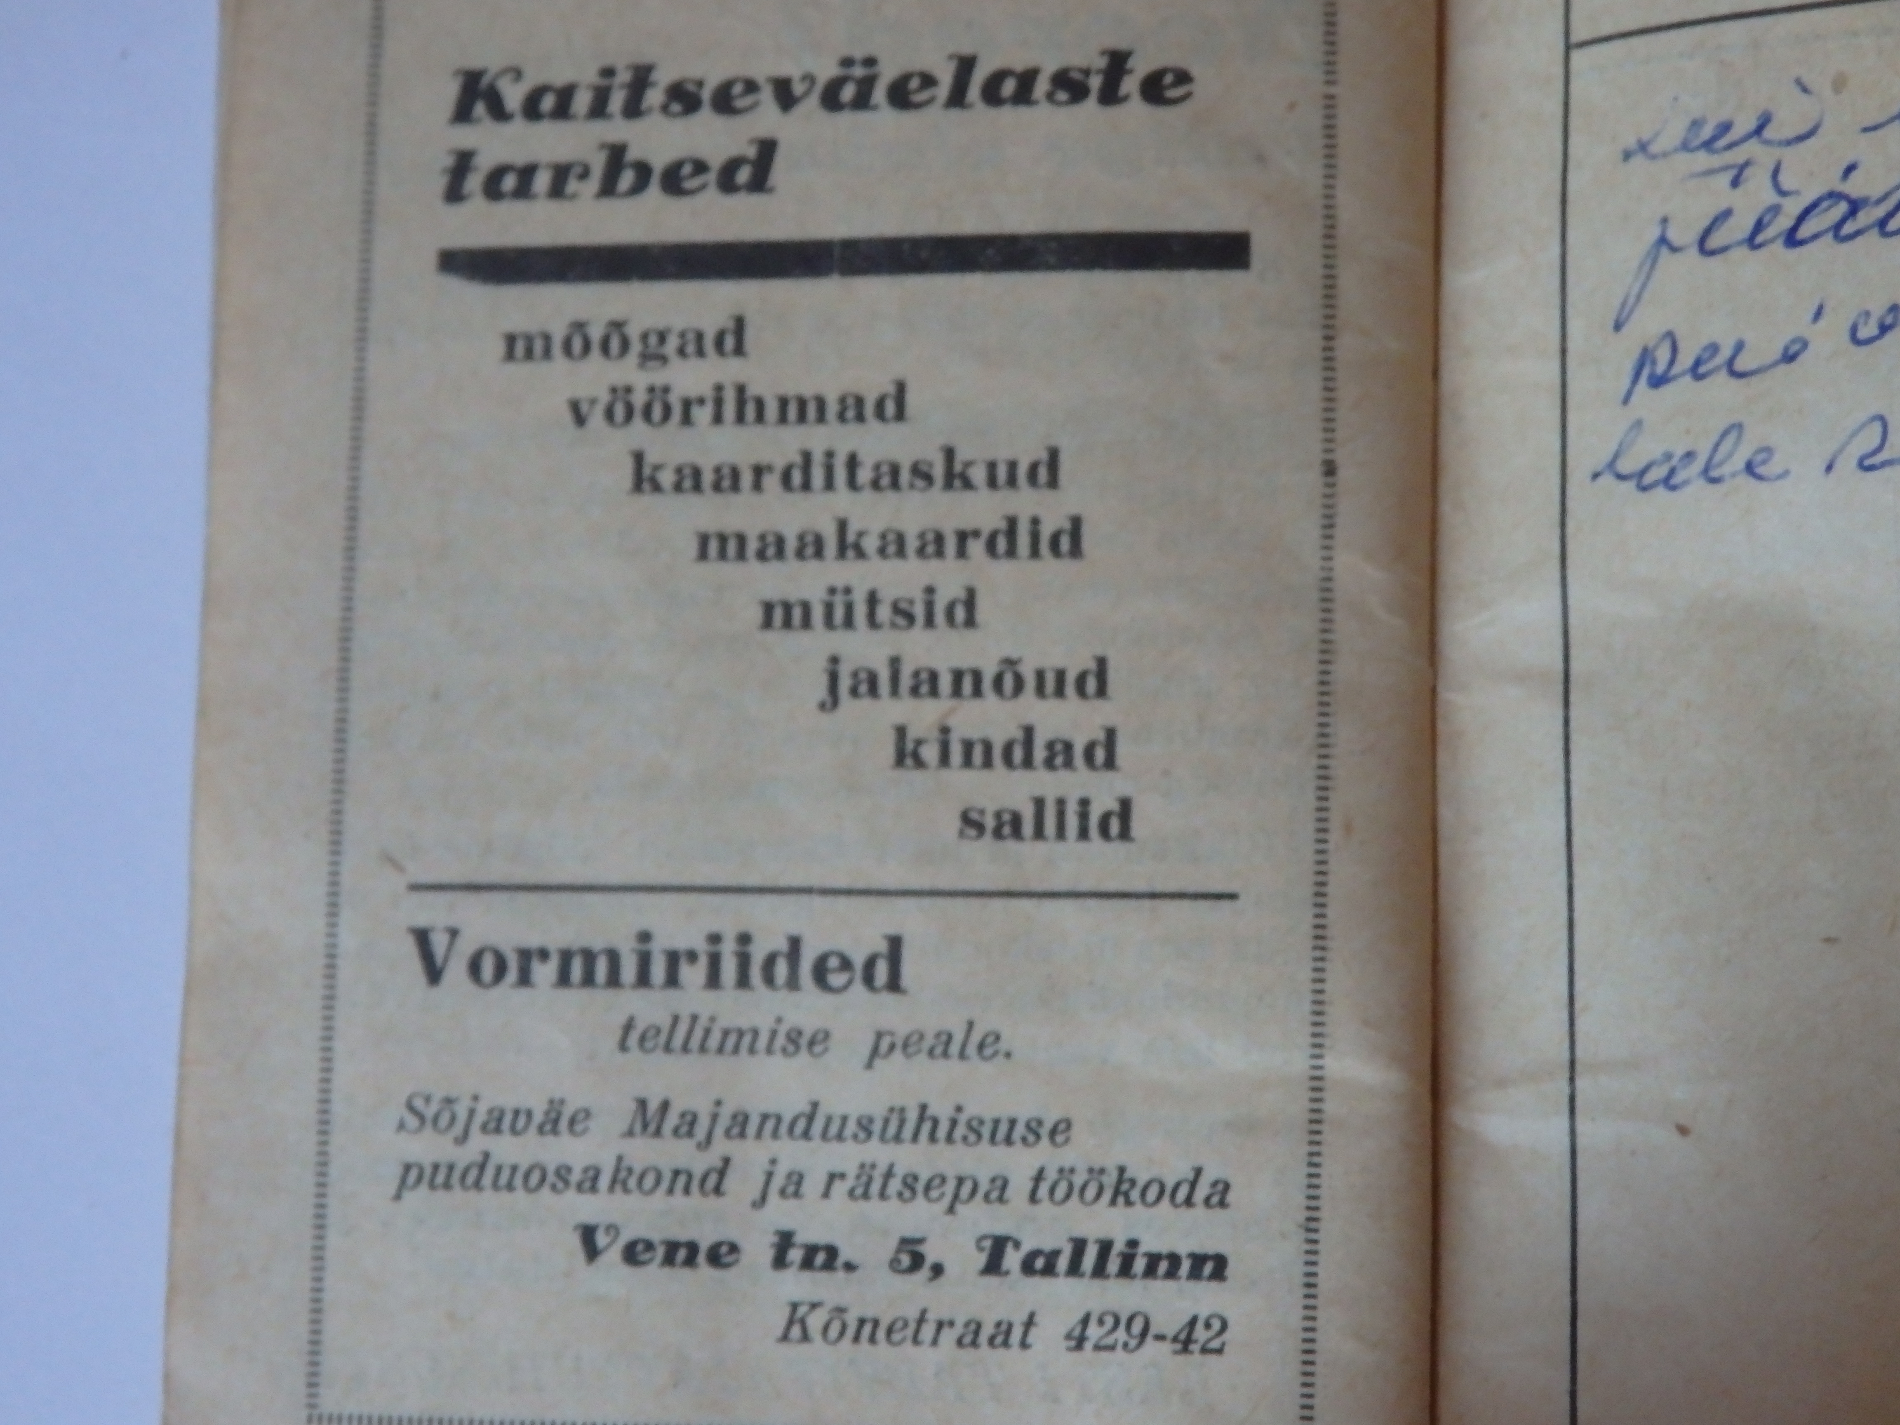 Kaitseväelaste
tarbed
mõõgad
vöörihmad
kaarditaskud
maakaardid
mütsid
jalanõud
kindad
sallid
Vormiriided
tellimise peale.
Sõjaväe Majandusühisuse
puduosakond ja rätsepa töökoda
Vene tn. 5, Tallinn
Kõnetraat 429-42